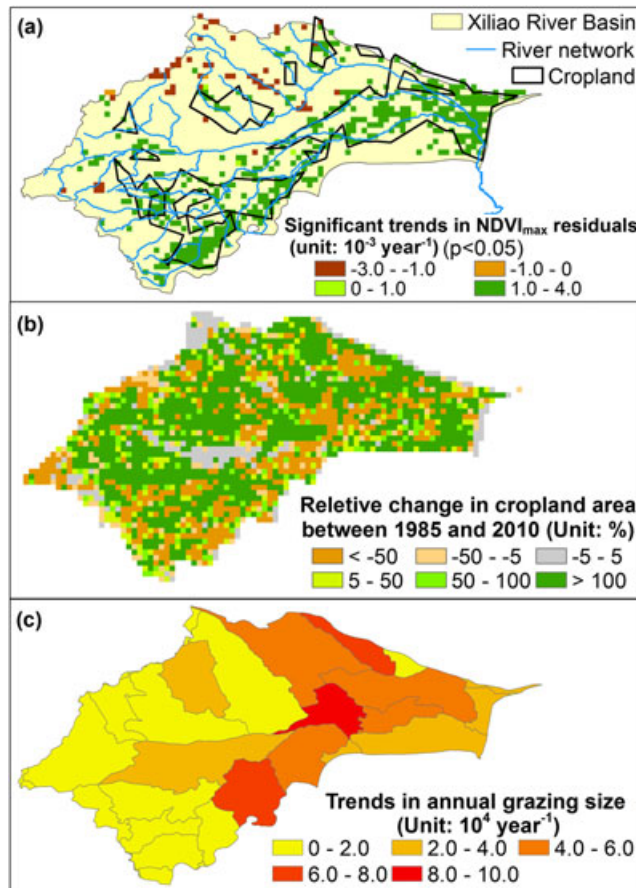 (a)
Xiliao River Basin
River network
Cropland
Significant trends in NDVImax residuals
(unit: 10-3 year-1) (p<0.05)
-3.0 - -1.0 -1.0 - 0
0 - 1.0 1.0 - 4.0
(b)
Reletive change in cropland area
between 1985 and 2010 (Unit: %)
< -50 -50 - -5 -5 - 5
5 - 50 50 - 100 > 100
(c)
Trends in annual grazing size
(Unit: 10⁴ year-1)
0 - 2.0 2.0 - 4.0 4.0 - 6.0
6.0 - 8.0 8.0 - 10.0